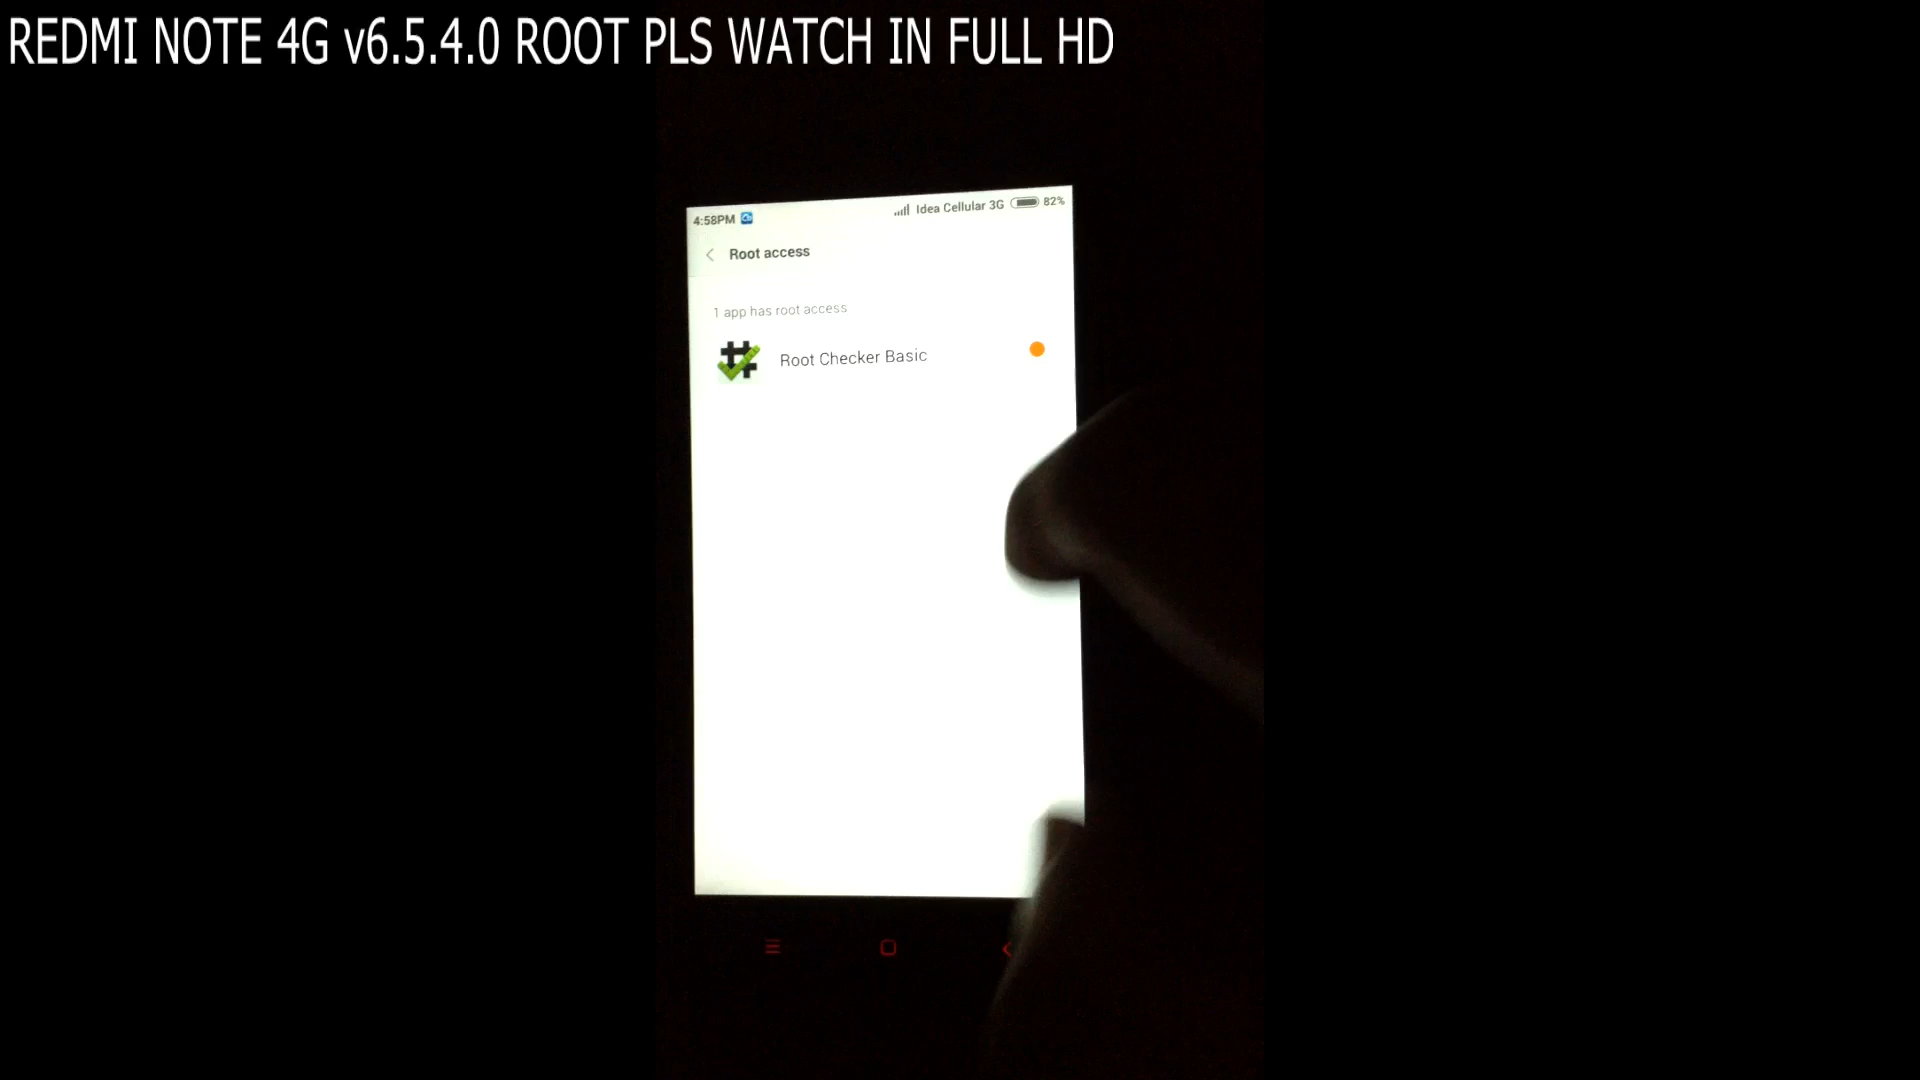 REDMI NOTE 4G v6.5.4.0 ROOT PLS WATCH IN FULL HD
4:58PM Idea Cellular 3G 82%
Root access
1 app has root access
Root Checker Basic